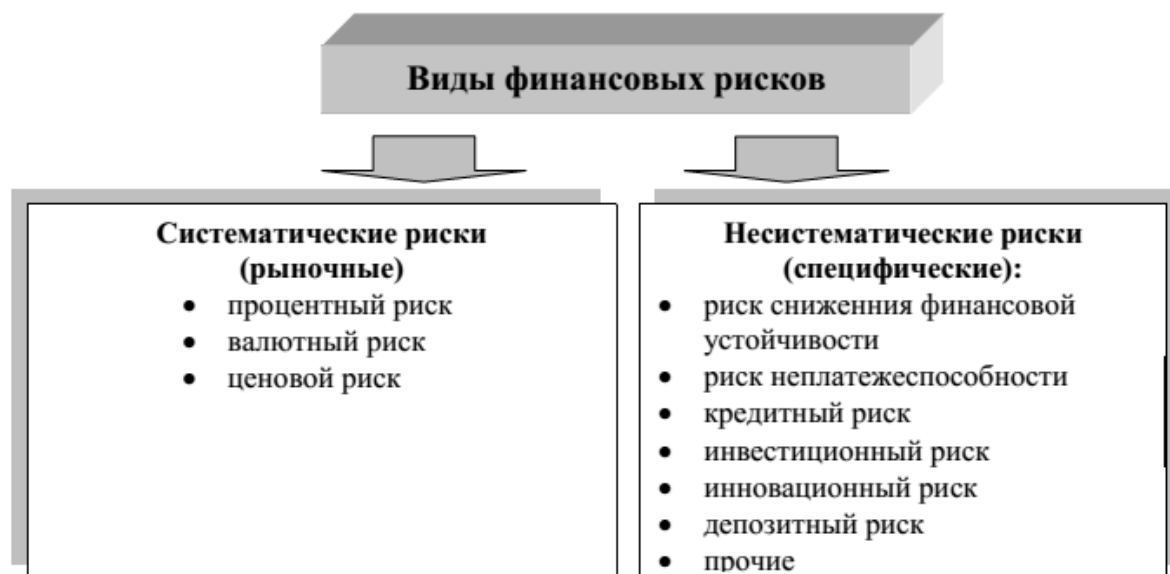 Виды финансовых рисков
Систематические риски
(рыночные)
• процентный риск
• валютный риск
• ценовой риск
Несистематические риски
(специфические):
• риск сниженния финансовой
устойчивости
• риск неплатежеспособности
• кредитный риск
• инвестиционный риск
• инновационный риск
• депозитный риск
• прочие